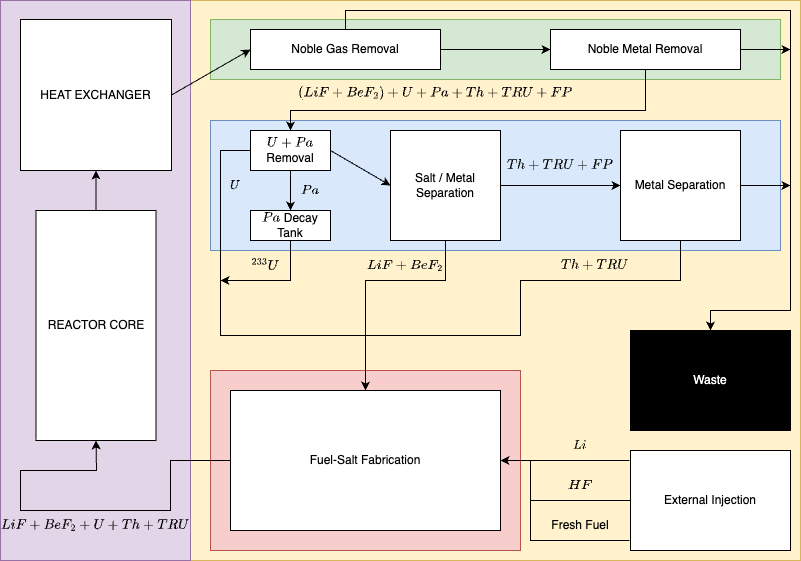 Noble Gas Removal
Noble Metal Removal
HEAT EXCHANGER
(LiF + BeF₂) + U + Pa + Th + TRU + FP
U + Pa
Removal
Th + TRU + FP
Salt / Metal
Separation
Metal Separation
U
Pa
Pa Decay
Tank
²³³U
LiF + BeF₂
Th + TRU
REACTOR CORE
Waste
Fuel-Salt Fabrication
Li
HF
External Injection
Fresh Fuel
LiF + BeF₂ + U + Th + TRU